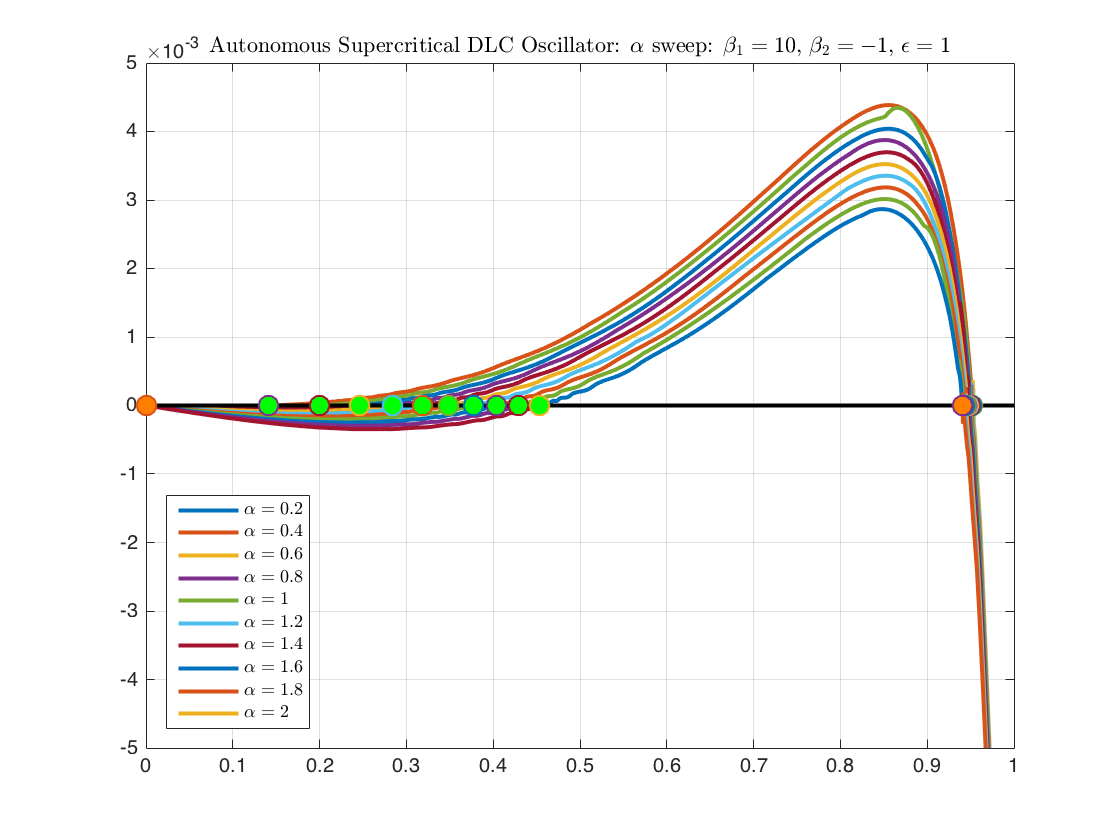 ×10⁻³ Autonomous Supercritical DLC Oscillator: α sweep: β₁ = 10, β₂ = −1, ϵ = 1
5
4
3
2
1
0
-1
-2
-3
-4
-5
α = 0.2
α = 0.4
α = 0.6
α = 0.8
α = 1
α = 1.2
α = 1.4
α = 1.6
α = 1.8
α = 2
0 0.1 0.2 0.3 0.4 0.5 0.6 0.7 0.8 0.9 1